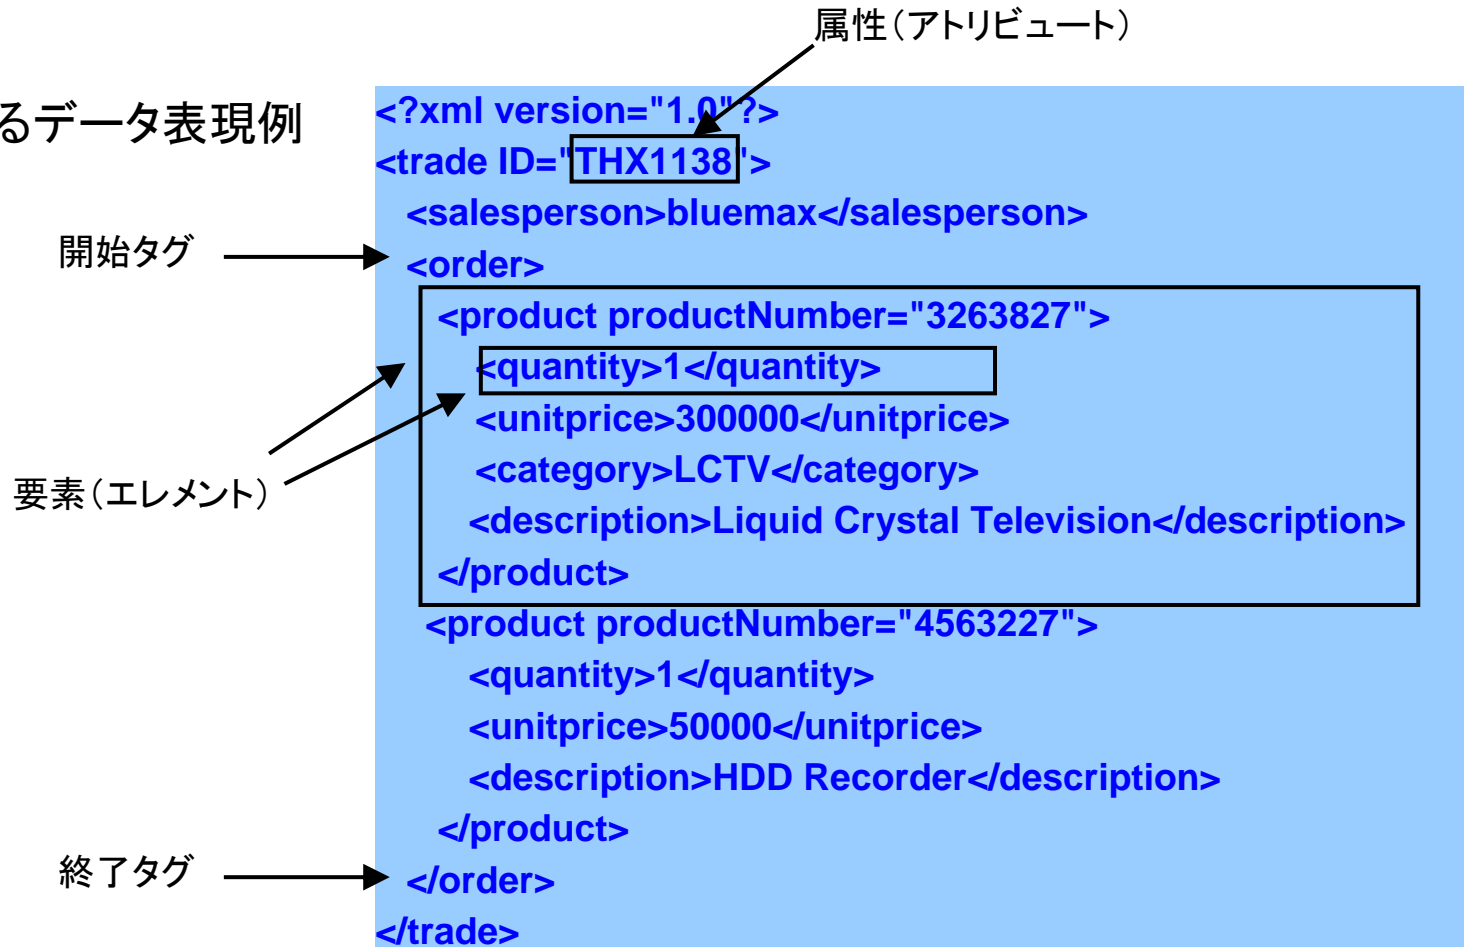 属性（アトリビュート）
るデータ表現例
<?xml version="1.0"?>
<trade ID="THX1138">
<salesperson>bluemax</salesperson>
開始タグ
<order>
<product productNumber="3263827">
<quantity>1</quantity>
<unitprice>300000</unitprice>
<category>LCTV</category>
要素（エレメント）
<description>Liquid Crystal Television</description>
</product>
<product productNumber="4563227">
<quantity>1</quantity>
<unitprice>50000</unitprice>
<description>HDD Recorder</description>
</product>
終了タグ
</order>
</trade>